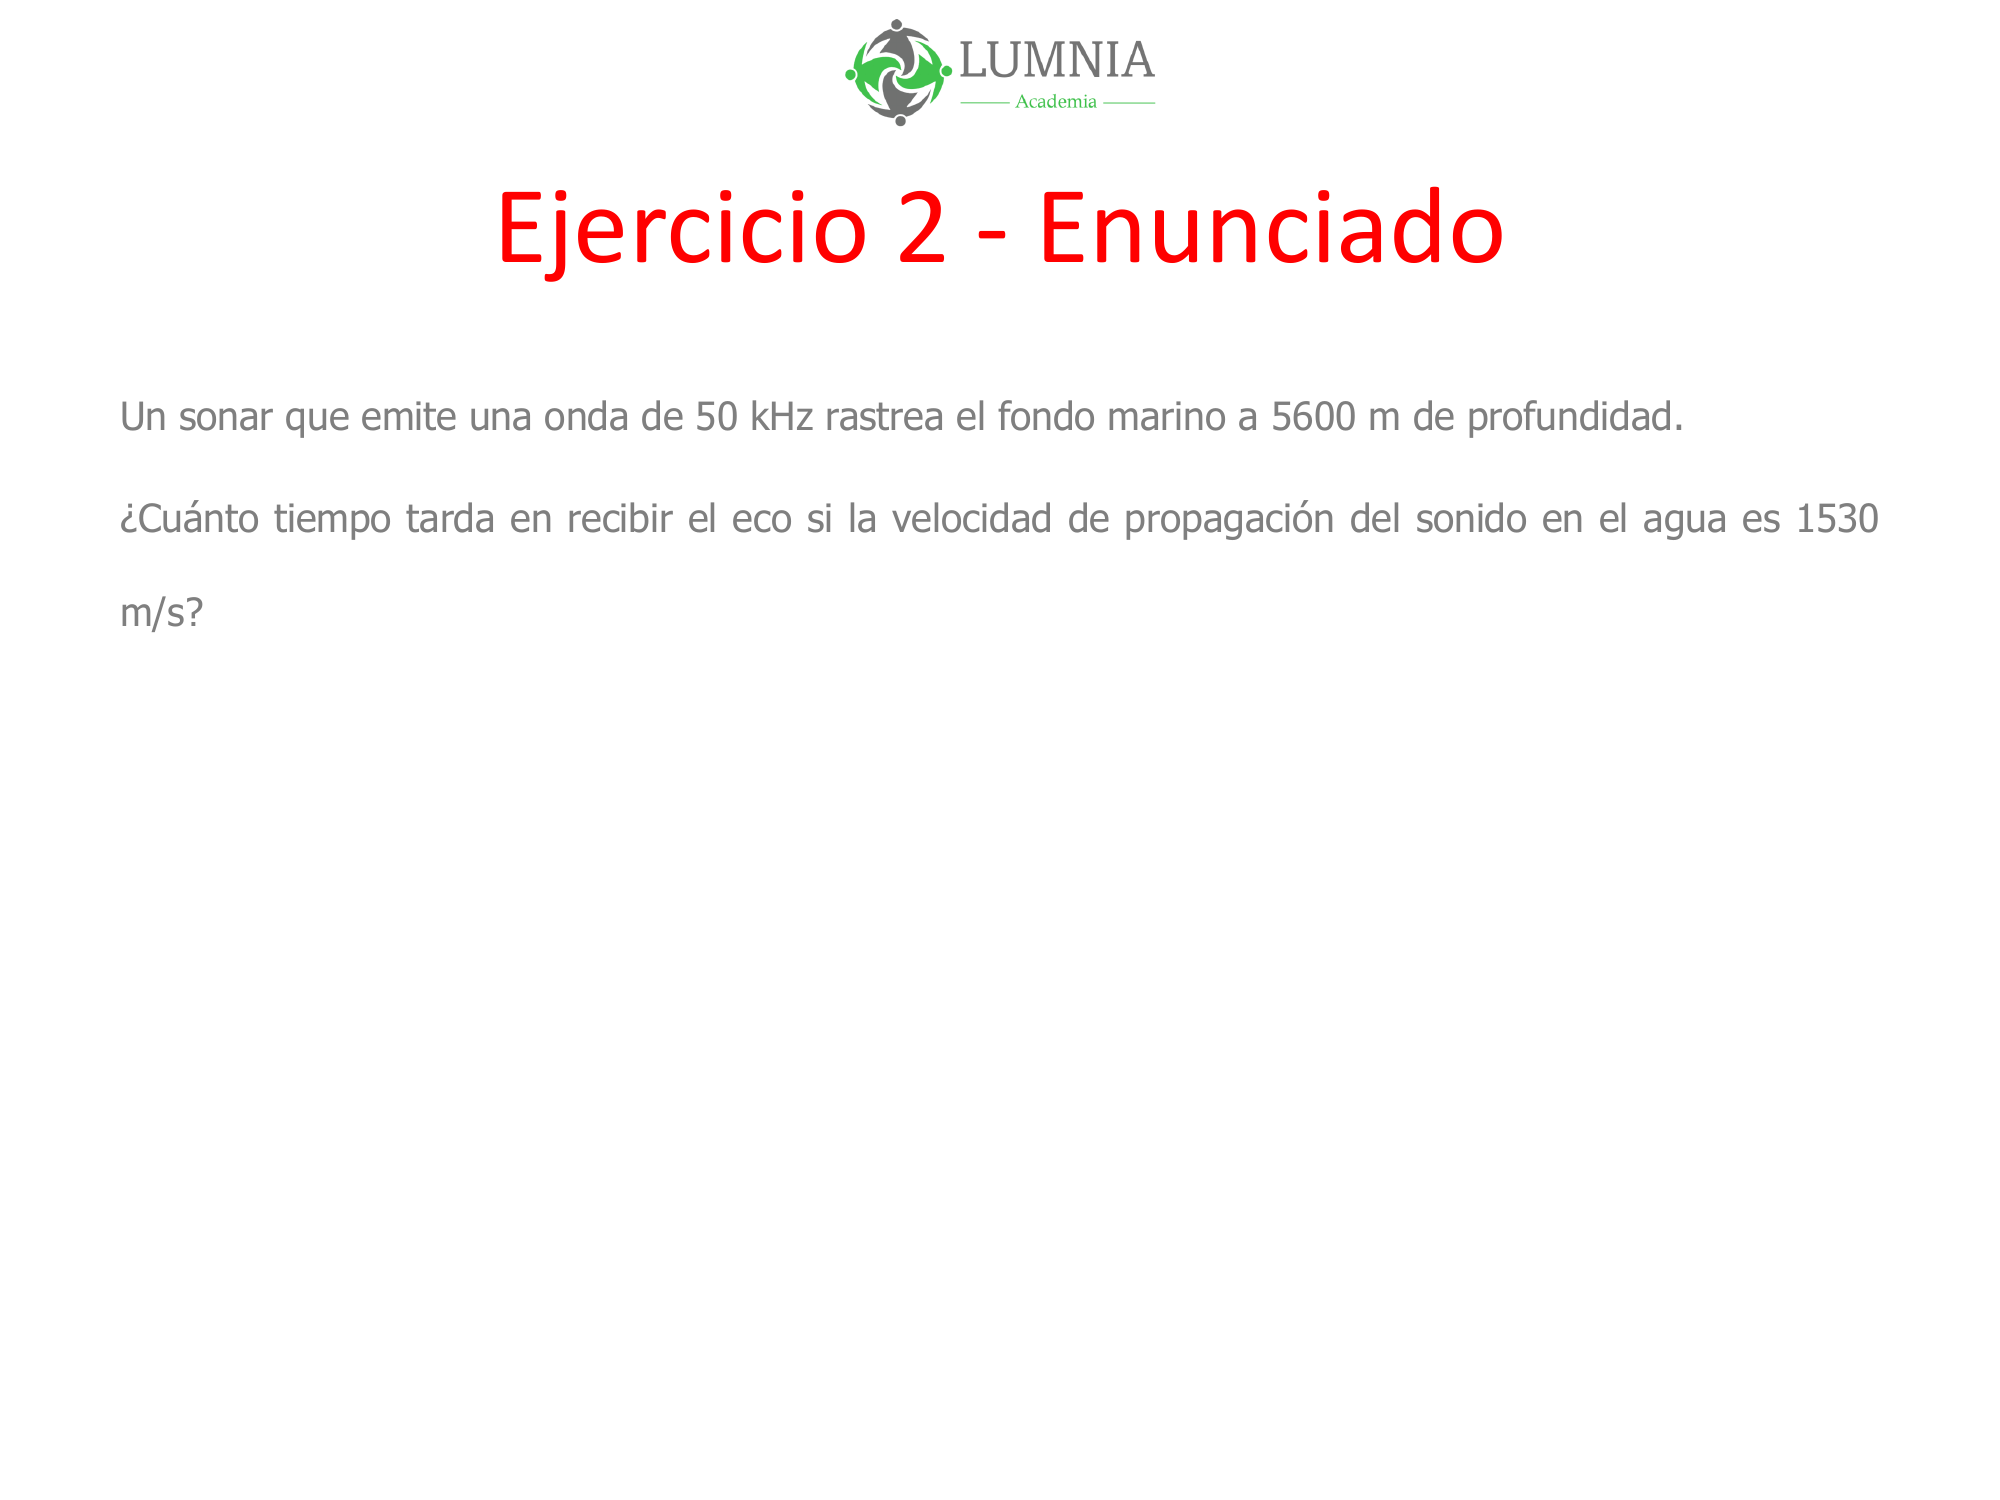 LUMNIA
Academia
Ejercicio 2 - Enunciado
Un sonar que emite una onda de 50 kHz rastrea el fondo marino a 5600 m de profundidad.
¿Cuánto tiempo tarda en recibir el eco si la velocidad de propagación del sonido en el agua es 1530
m/s?